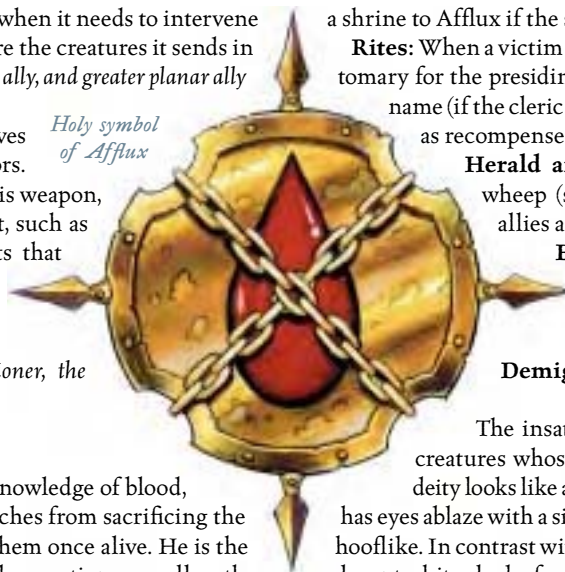 when it needs to intervene
re the creatures it sends in
ally, and greater planar ally
Holy symbol
of Afflux
ves
ors.
is weapon,
t, such as
ts that
oner, the
nowledge of blood,
ches from sacrificing the
hem once alive. He is the
a shrine to Afflux if the s
Rites: When a victim
tomary for the presidin
name (if the cleric
as recompense
Herald a
wheep (s
allies a
Demig
The insat
creatures whos
deity looks like a
has eyes ablaze with a si
hooflike. In contrast wi